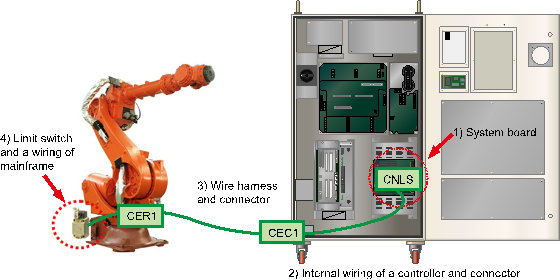 1) System board
4) Limit switch
and a wiring of
mainframe
CNLS
3) Wire harness
and connector
CER1
CEC1
2) Internal wiring of a controller and connector